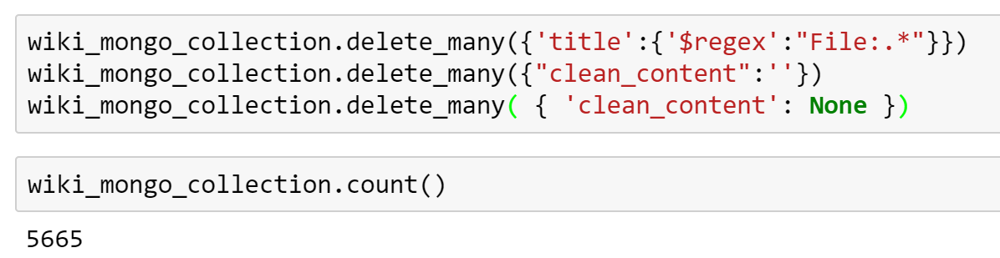 wiki_mongo_collection.delete_many({'title':{'$regex':"File:.*"}})
wiki_mongo_collection.delete_many({"clean_content":''})
wiki_mongo_collection.delete_many( { 'clean_content': None })
wiki_mongo_collection.count()
5665